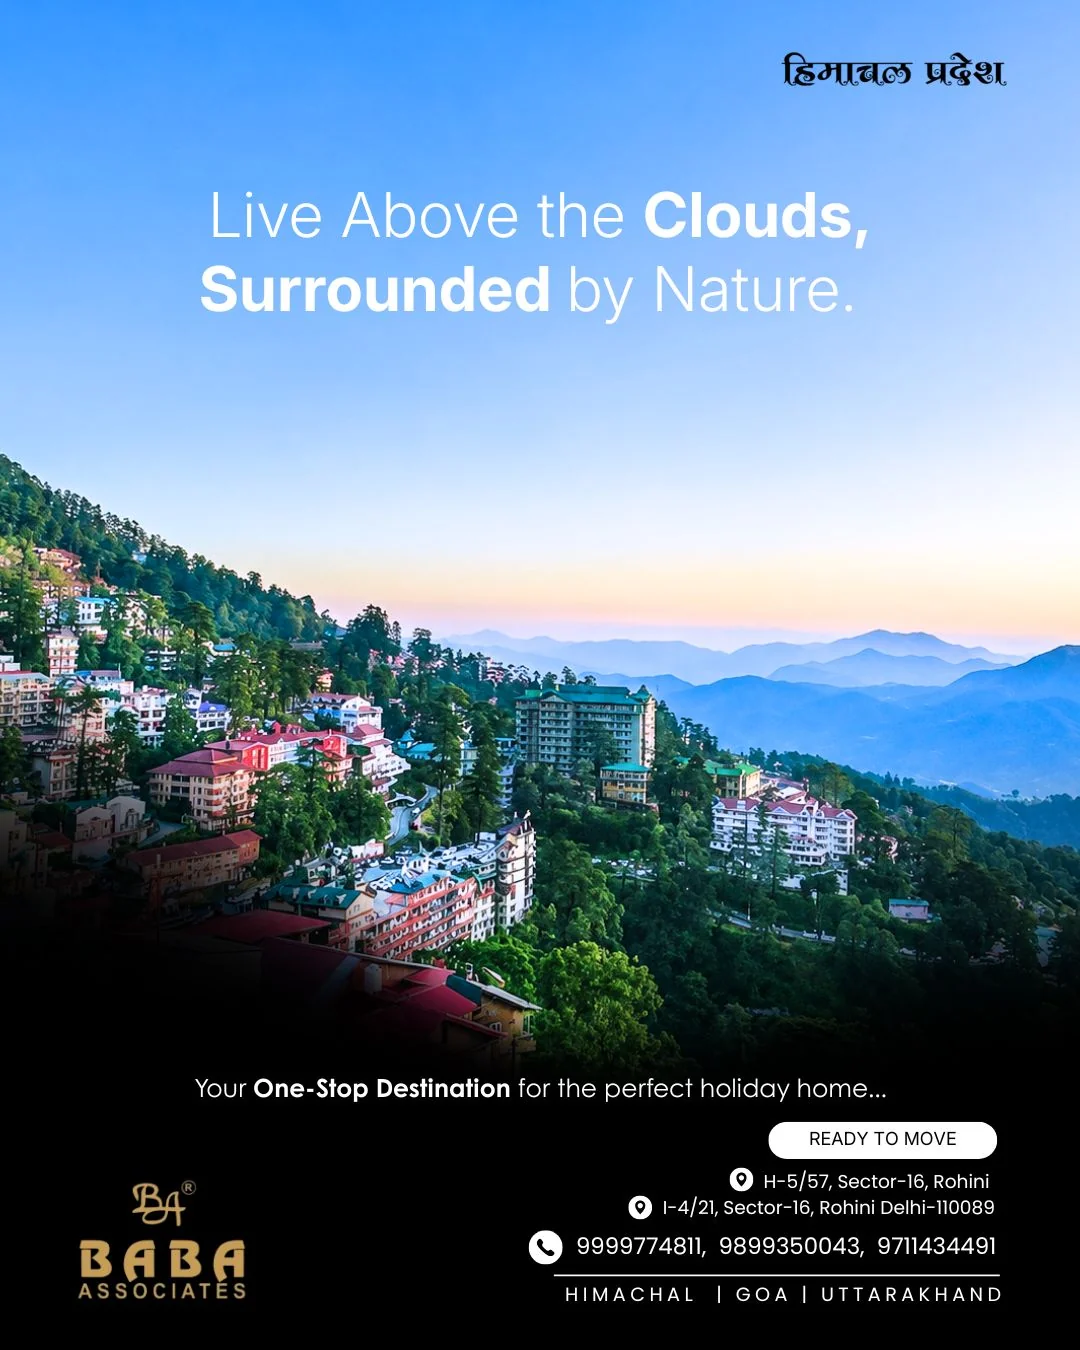 हिमाचल प्रदेश
Live Above the Clouds,
Surrounded by Nature.
Your One-Stop Destination for the perfect holiday home...
READY TO MOVE
H-5/57, Sector-16, Rohini
I-4/21, Sector-16, Rohini Delhi-110089
9999774811, 9899350043, 9711434491
HIMACHAL | GOA | UTTARAKHAND
BA®
BABA
ASSOCIATES